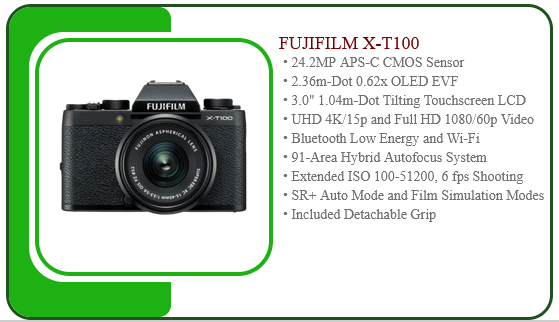 FUJIFILM X-T100
• 24.2MP APS-C CMOS Sensor
• 2.36m-Dot 0.62x OLED EVF
• 3.0" 1.04m-Dot Tilting Touchscreen LCD
• UHD 4K/15p and Full HD 1080/60p Video
• Bluetooth Low Energy and Wi-Fi
• 91-Area Hybrid Autofocus System
• Extended ISO 100-51200, 6 fps Shooting
• SR+ Auto Mode and Film Simulation Modes
• Included Detachable Grip
FUJIFILM
X-T100
FUJINON ASPHERICAL LENS